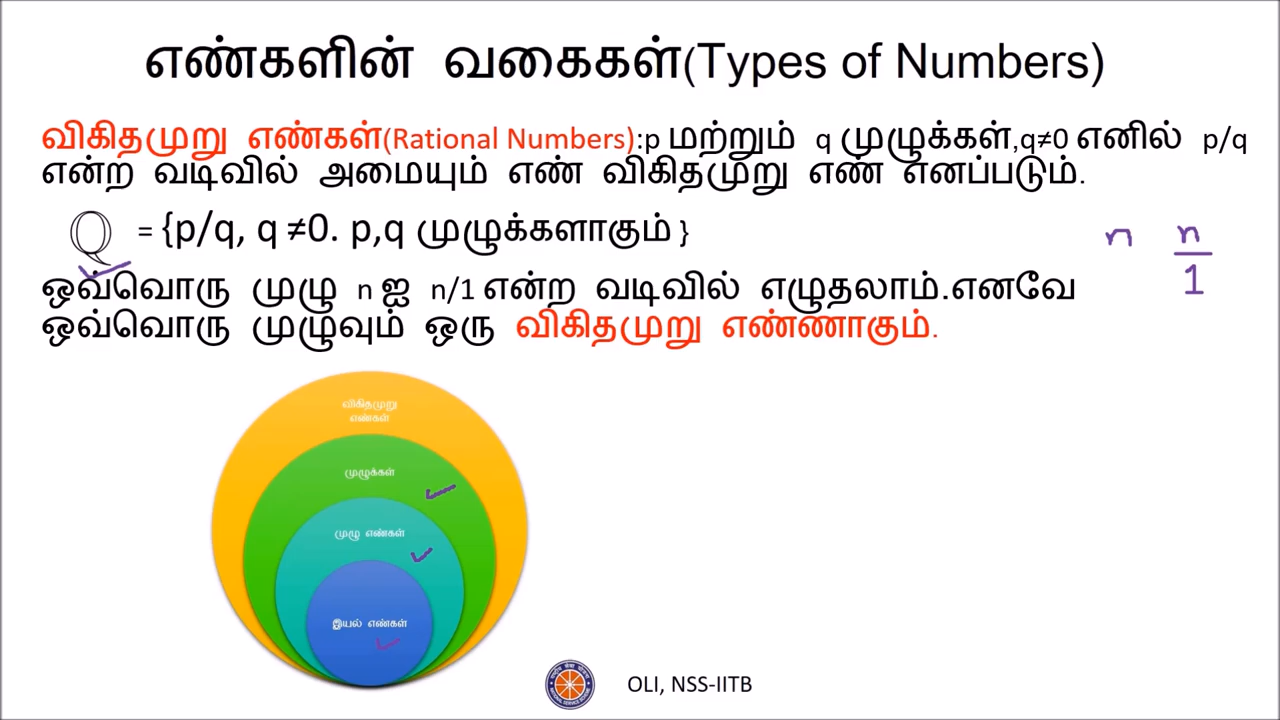 எண்களின் வகைகள்(Types of Numbers)
விகிதமுறு எண்கள்(Rational Numbers):p மற்றும் q முழுக்கள்,q≠0 எனில் p/q
என்ற வடிவில் அமையும் எண் விகிதமுறு எண் எனப்படும்.
ℚ = {p/q, q ≠0. p,q முழுக்களாகும் }
n n/1
ஒவ்வொரு முழு n ஐ n/1 என்ற வடிவில் எழுதலாம்.எனவே
ஒவ்வொரு முழுவும் ஒரு விகிதமுறு எண்ணாகும்.
விகிதமுறு
எண்கள்
முழுக்கள்
முழு எண்கள்
இயல் எண்கள்
OLI, NSS-IITB